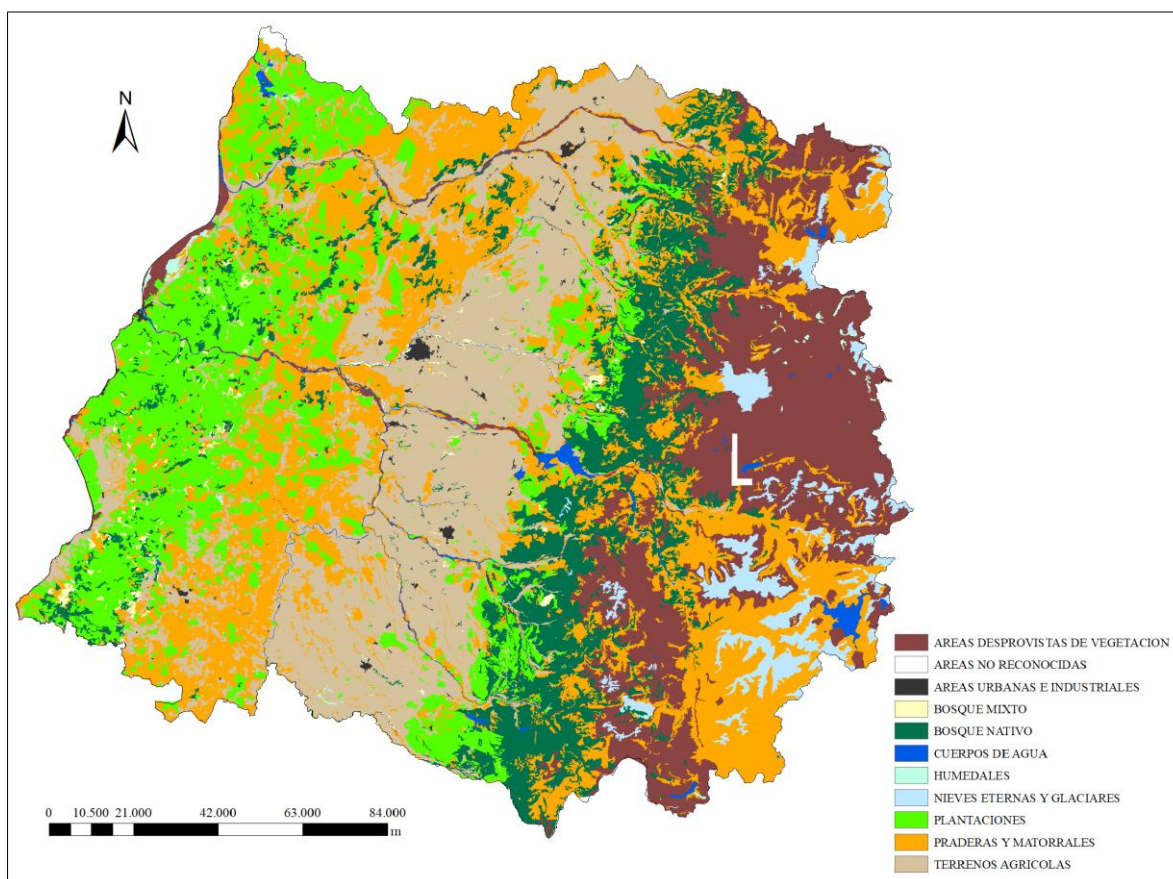 N
L
AREAS DESPROVISTAS DE VEGETACION
AREAS NO RECONOCIDAS
AREAS URBANAS E INDUSTRIALES
BOSQUE MIXTO
BOSQUE NATIVO
CUERPOS DE AGUA
HUMEDALES
NIEVES ETERNAS Y GLACIARES
PLANTACIONES
PRADERAS Y MATORRALES
TERRENOS AGRICOLAS
0 10.500 21.000 42.000 63.000 84.000
m